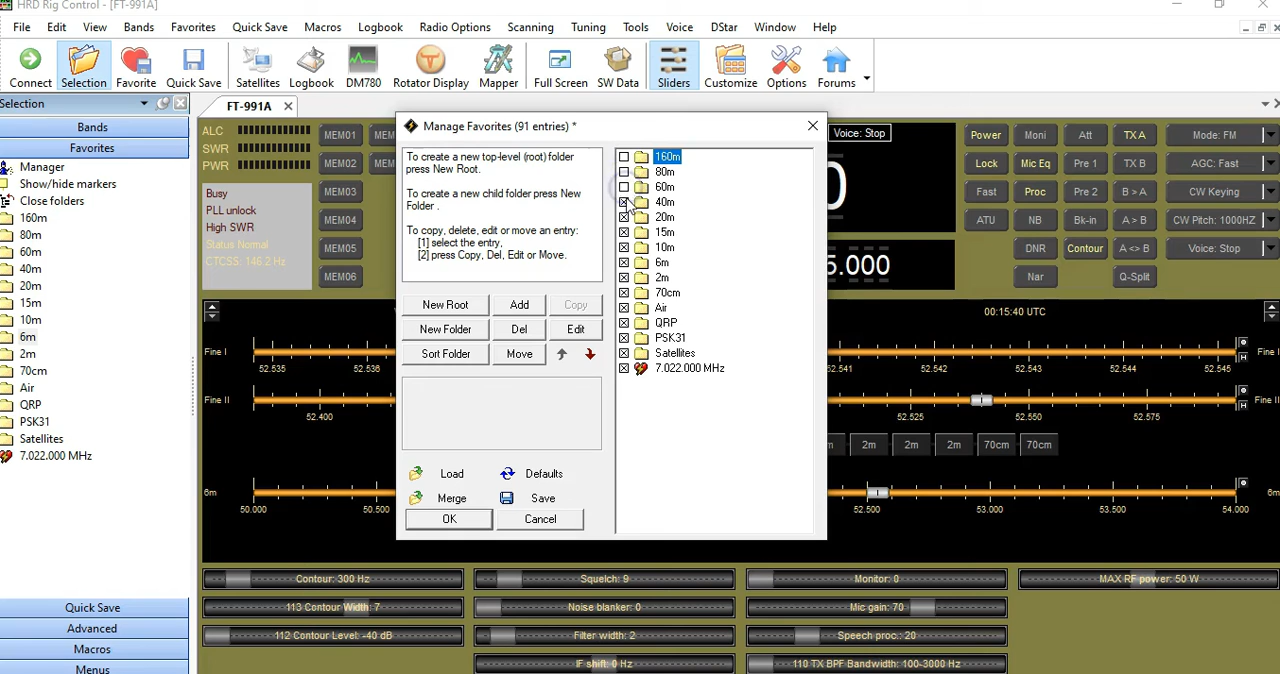 HRD Rig Control - [FT-991A]
File Edit View Bands Favorites Quick Save Macros Logbook Radio Options Scanning Tuning Tools Voice DStar Window Help
Connect Selection Favorite Quick Save Satellites Logbook DM780 Rotator Display Mapper Full Screen SW Data Sliders Customize Options Forums
Selection
Bands
Favorites
Manager
Show/hide markers
Close folders
160m
80m
60m
40m
20m
15m
10m
6m
2m
70cm
Air
QRP
PSK31
Satellites
7.022.000 MHz
Quick Save
Advanced
Macros
Menus
FT-991A
ALC
SWR
PWR
MEM01
MEM02
MEM03
MEM04
MEM05
MEM06
Busy
PLL unlock
High SWR
Status Normal
CTCSS: 146.2 Hz
Manage Favorites (91 entries) *
To create a new top-level (root) folder
press New Root.
To create a new child folder press New
Folder .
To copy, delete, edit or move an entry:
[1] select the entry,
[2] press Copy, Del, Edit or Move.
New Root Add Copy
New Folder Del Edit
Sort Folder Move
Load Defaults
Merge Save
OK Cancel
160m
80m
60m
40m
20m
15m
10m
6m
2m
70cm
Air
QRP
PSK31
Satellites
7.022.000 MHz
Voice: Stop
0
5.000
Power Moni Att TX A Mode: FM
Lock Mic Eq Pre 1 TX B AGC: Fast
Fast Proc Pre 2 B > A CW Keying
ATU NB Bk-in A > B CW Pitch: 1000HZ
DNR Contour A <> B Voice: Stop
Nar Q-Split
00:15:40 UTC
Fine I Fine I
52.535 52.536 52.541 52.542 52.543 52.544 52.545
Fine II Fine II
52.400 52.525 52.550 52.575
2m 2m 2m 70cm 70cm
6m 6m
50.000 50.500 52.500 53.000 53.500 54.000
Contour: 300 Hz Squelch: 9 Monitor: 0 MAX RF power: 50 W
113 Contour Width: 7 Noise blanker: 0 Mic gain: 70
112 Contour Level: -40 dB Filter width: 2 Speech proc.: 20
IF shift: 0 Hz 110 TX BPF Bandwidth: 100-3000 Hz